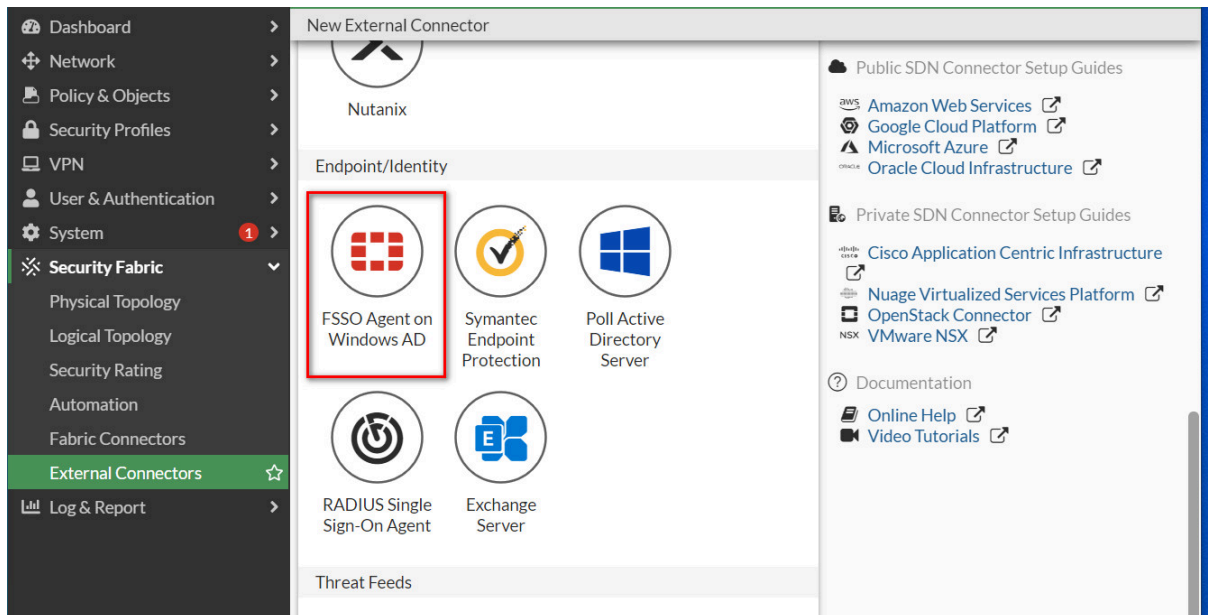 Dashboard
Network
Policy & Objects
Security Profiles
VPN
User & Authentication
System 1
Security Fabric
Physical Topology
Logical Topology
Security Rating
Automation
Fabric Connectors
External Connectors
Log & Report
New External Connector
Nutanix
Endpoint/Identity
FSSO Agent on
Windows AD
Symantec
Endpoint
Protection
Poll Active
Directory
Server
RADIUS Single
Sign-On Agent
E
Exchange
Server
Threat Feeds
Public SDN Connector Setup Guides
aws Amazon Web Services
Google Cloud Platform
Microsoft Azure
ORACLE Oracle Cloud Infrastructure
Private SDN Connector Setup Guides
cisco Cisco Application Centric Infrastructure
Nuage Virtualized Services Platform
OpenStack Connector
NSX VMware NSX
? Documentation
Online Help
Video Tutorials